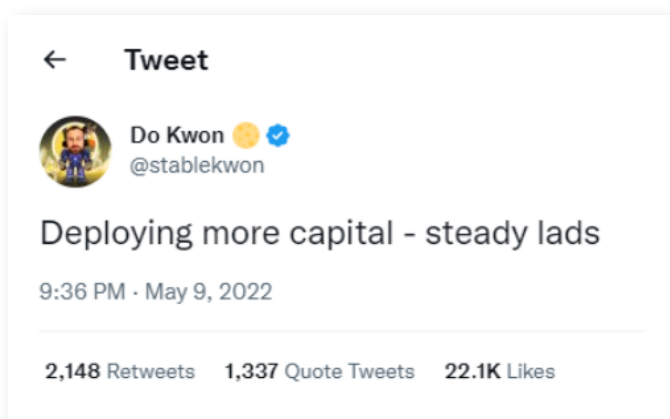 Tweet
Do Kwon
@stablekwon
Deploying more capital - steady lads
9:36 PM · May 9, 2022
2,148 Retweets 1,337 Quote Tweets 22.1K Likes